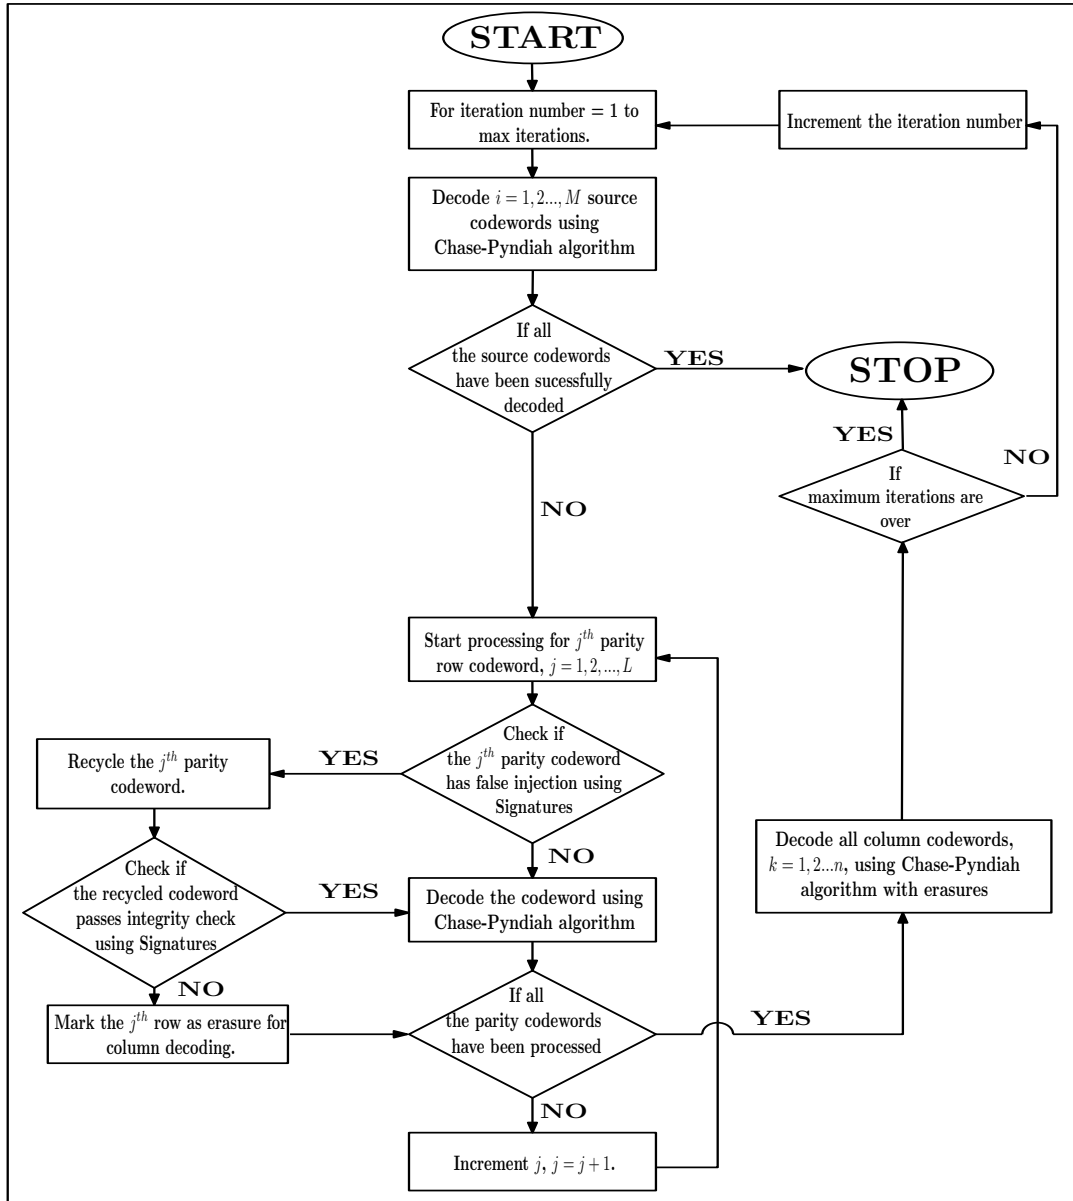 START
For iteration number = 1 to
max iterations.
Increment the iteration number
Decode i = 1, 2..., M source
codewords using
Chase-Pyndiah algorithm
If all
the source codewords
have been sucessfully
decoded
YES
STOP
YES
NO
If
maximum iterations are
over
NO
Start processing for j^th parity
row codeword, j = 1, 2, ..., L
Check if
the j^th parity codeword
has false injection using
Signatures
YES
Recycle the j^th parity
codeword.
NO
Check if
the recycled codeword
passes integrity check
using Signatures
YES
Decode the codeword using
Chase-Pyndiah algorithm
Decode all column codewords,
k = 1, 2...n, using Chase-Pyndiah
algorithm with erasures
NO
Mark the j^th row as erasure for
column decoding.
If all
the parity codewords
have been processed
YES
NO
Increment j, j = j + 1.